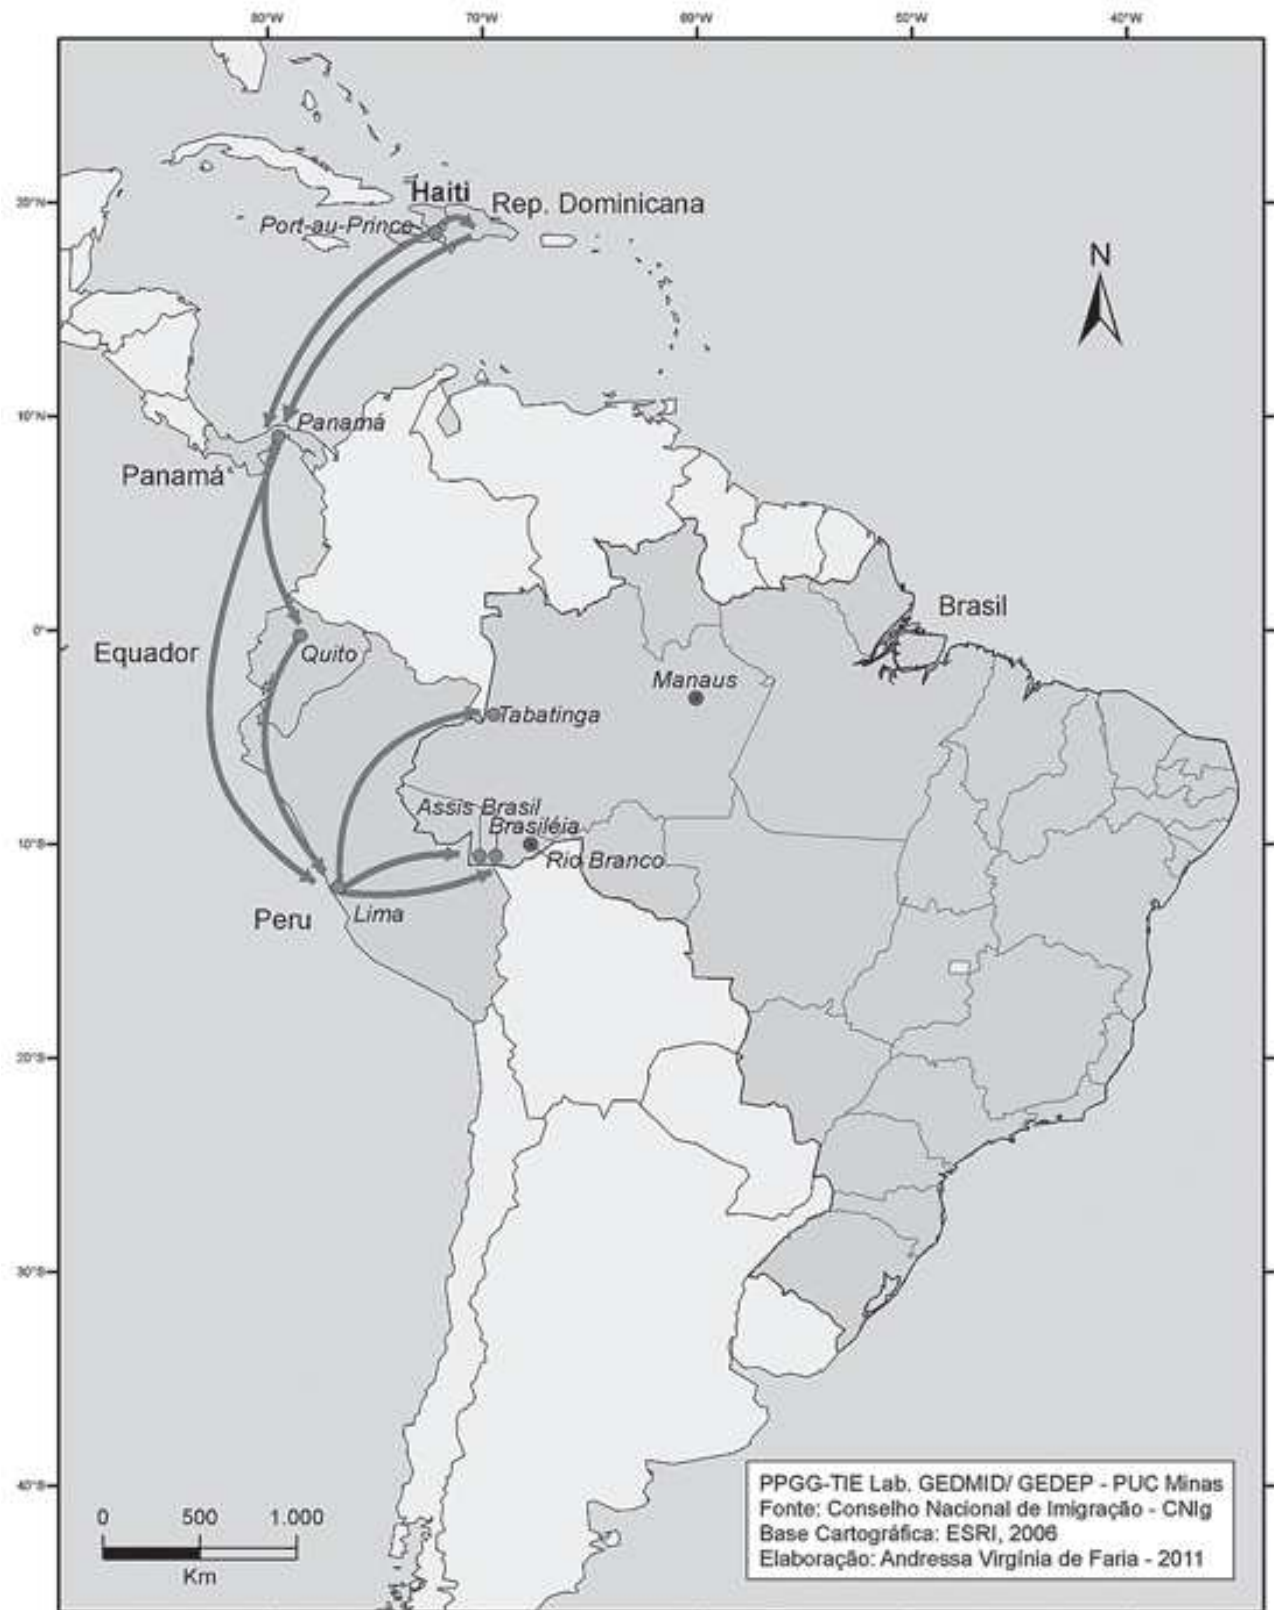 80°W
70°W
60°W
50°W
40°W
20°N
Haiti
Rep. Dominicana
Port-au-Prince
N
10°N
Panamá
Panamá
0°
Brasil
Equador
Quito
Manaus
Tabatinga
Assis Brasil
Brasiléia
10°S
Rio Branco
Peru
Lima
20°S
30°S
40°S
0 500 1.000
Km
PPGG-TIE Lab. GEDMID/ GEDEP - PUC Minas
Fonte: Conselho Nacional de Imigração - CNIg
Base Cartográfica: ESRI, 2006
Elaboração: Andressa Virgínia de Faria - 2011